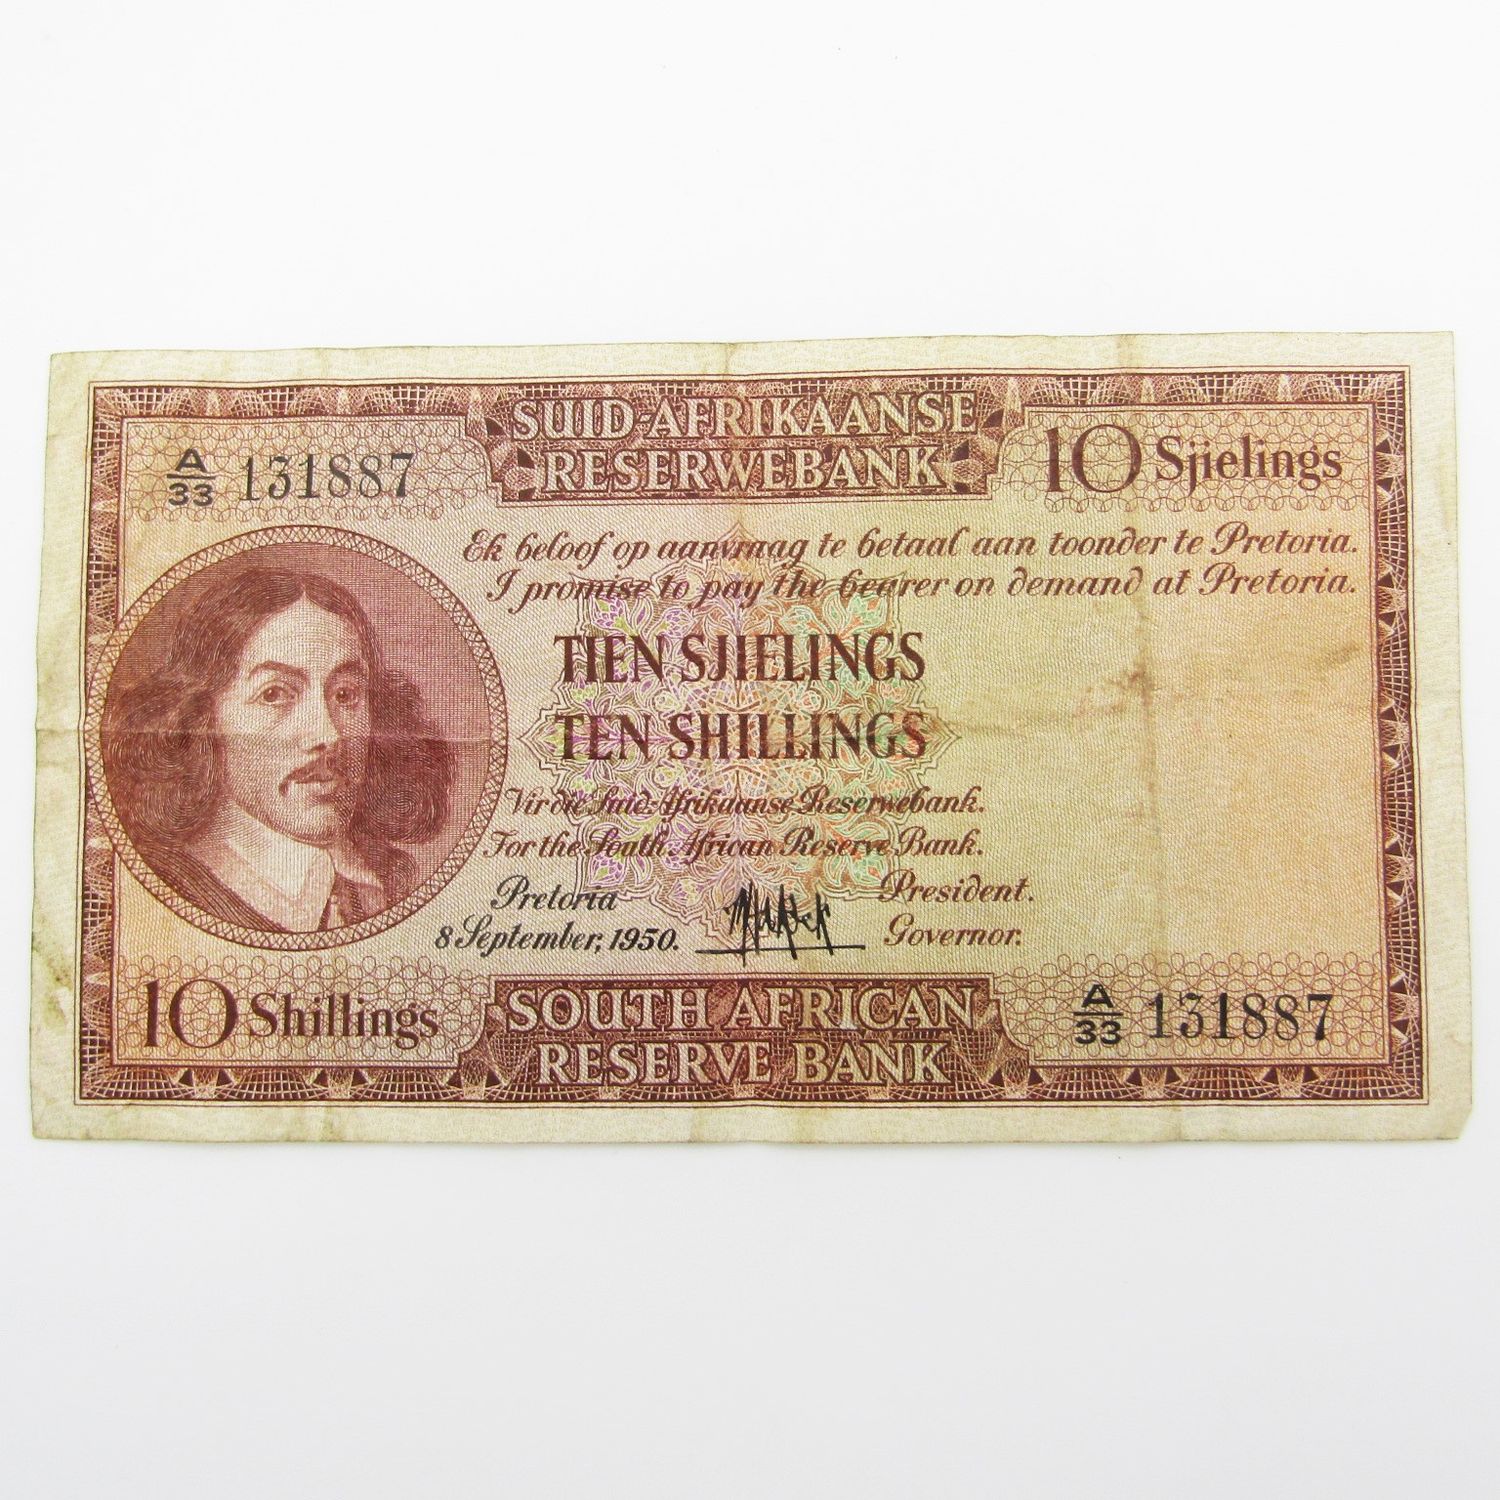 SUID-AFRIKAANSE
RESERWEBANK
A/33 131887
10 Sjielings
Ek beloof op aanvraag te betaal aan toonder te Pretoria.
I promise to pay the bearer on demand at Pretoria.
TIEN SJIELINGS
TEN SHILLINGS
Vir die Suid-Afrikaanse Reserwebank.
For the South African Reserve Bank.
Pretoria
8 September, 1950.
President.
Governor.
10 Shillings
SOUTH AFRICAN
RESERVE BANK
A/33 131887